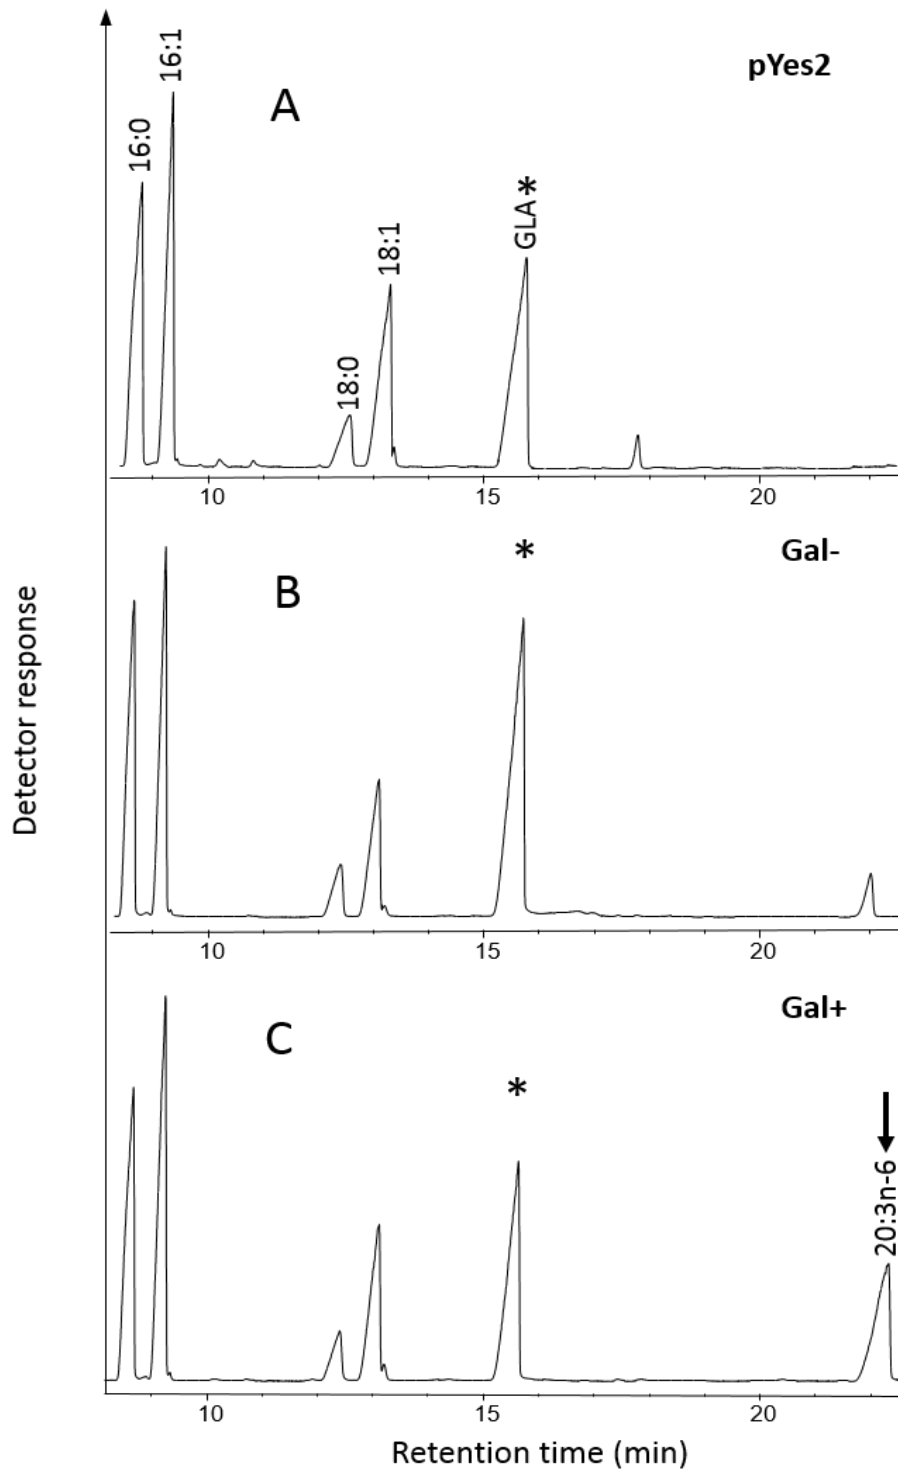 pYes2
A
16:0
16:1
18:0
18:1
GLA*
10 15 20
Gal-
B
*
10 15 20
Gal+
C
*
20:3n-6
10 15 20
Detector response
Retention time (min)